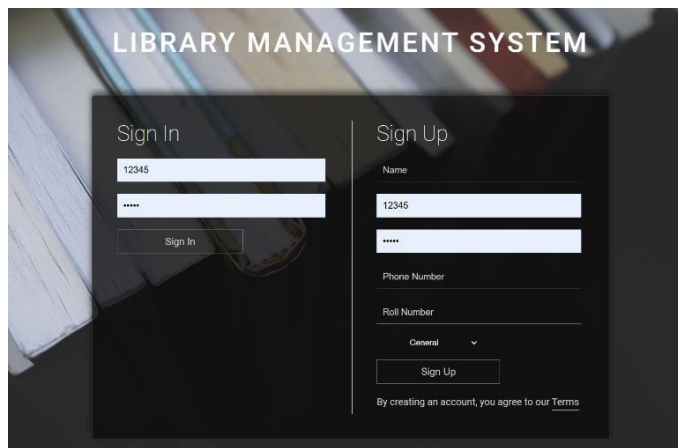 LIBRARY MANAGEMENT SYSTEM
Sign In
12345
•••••
Sign In
Sign Up
Name
12345
•••••
Phone Number
Roll Number
General
Sign Up
By creating an account, you agree to our Terms